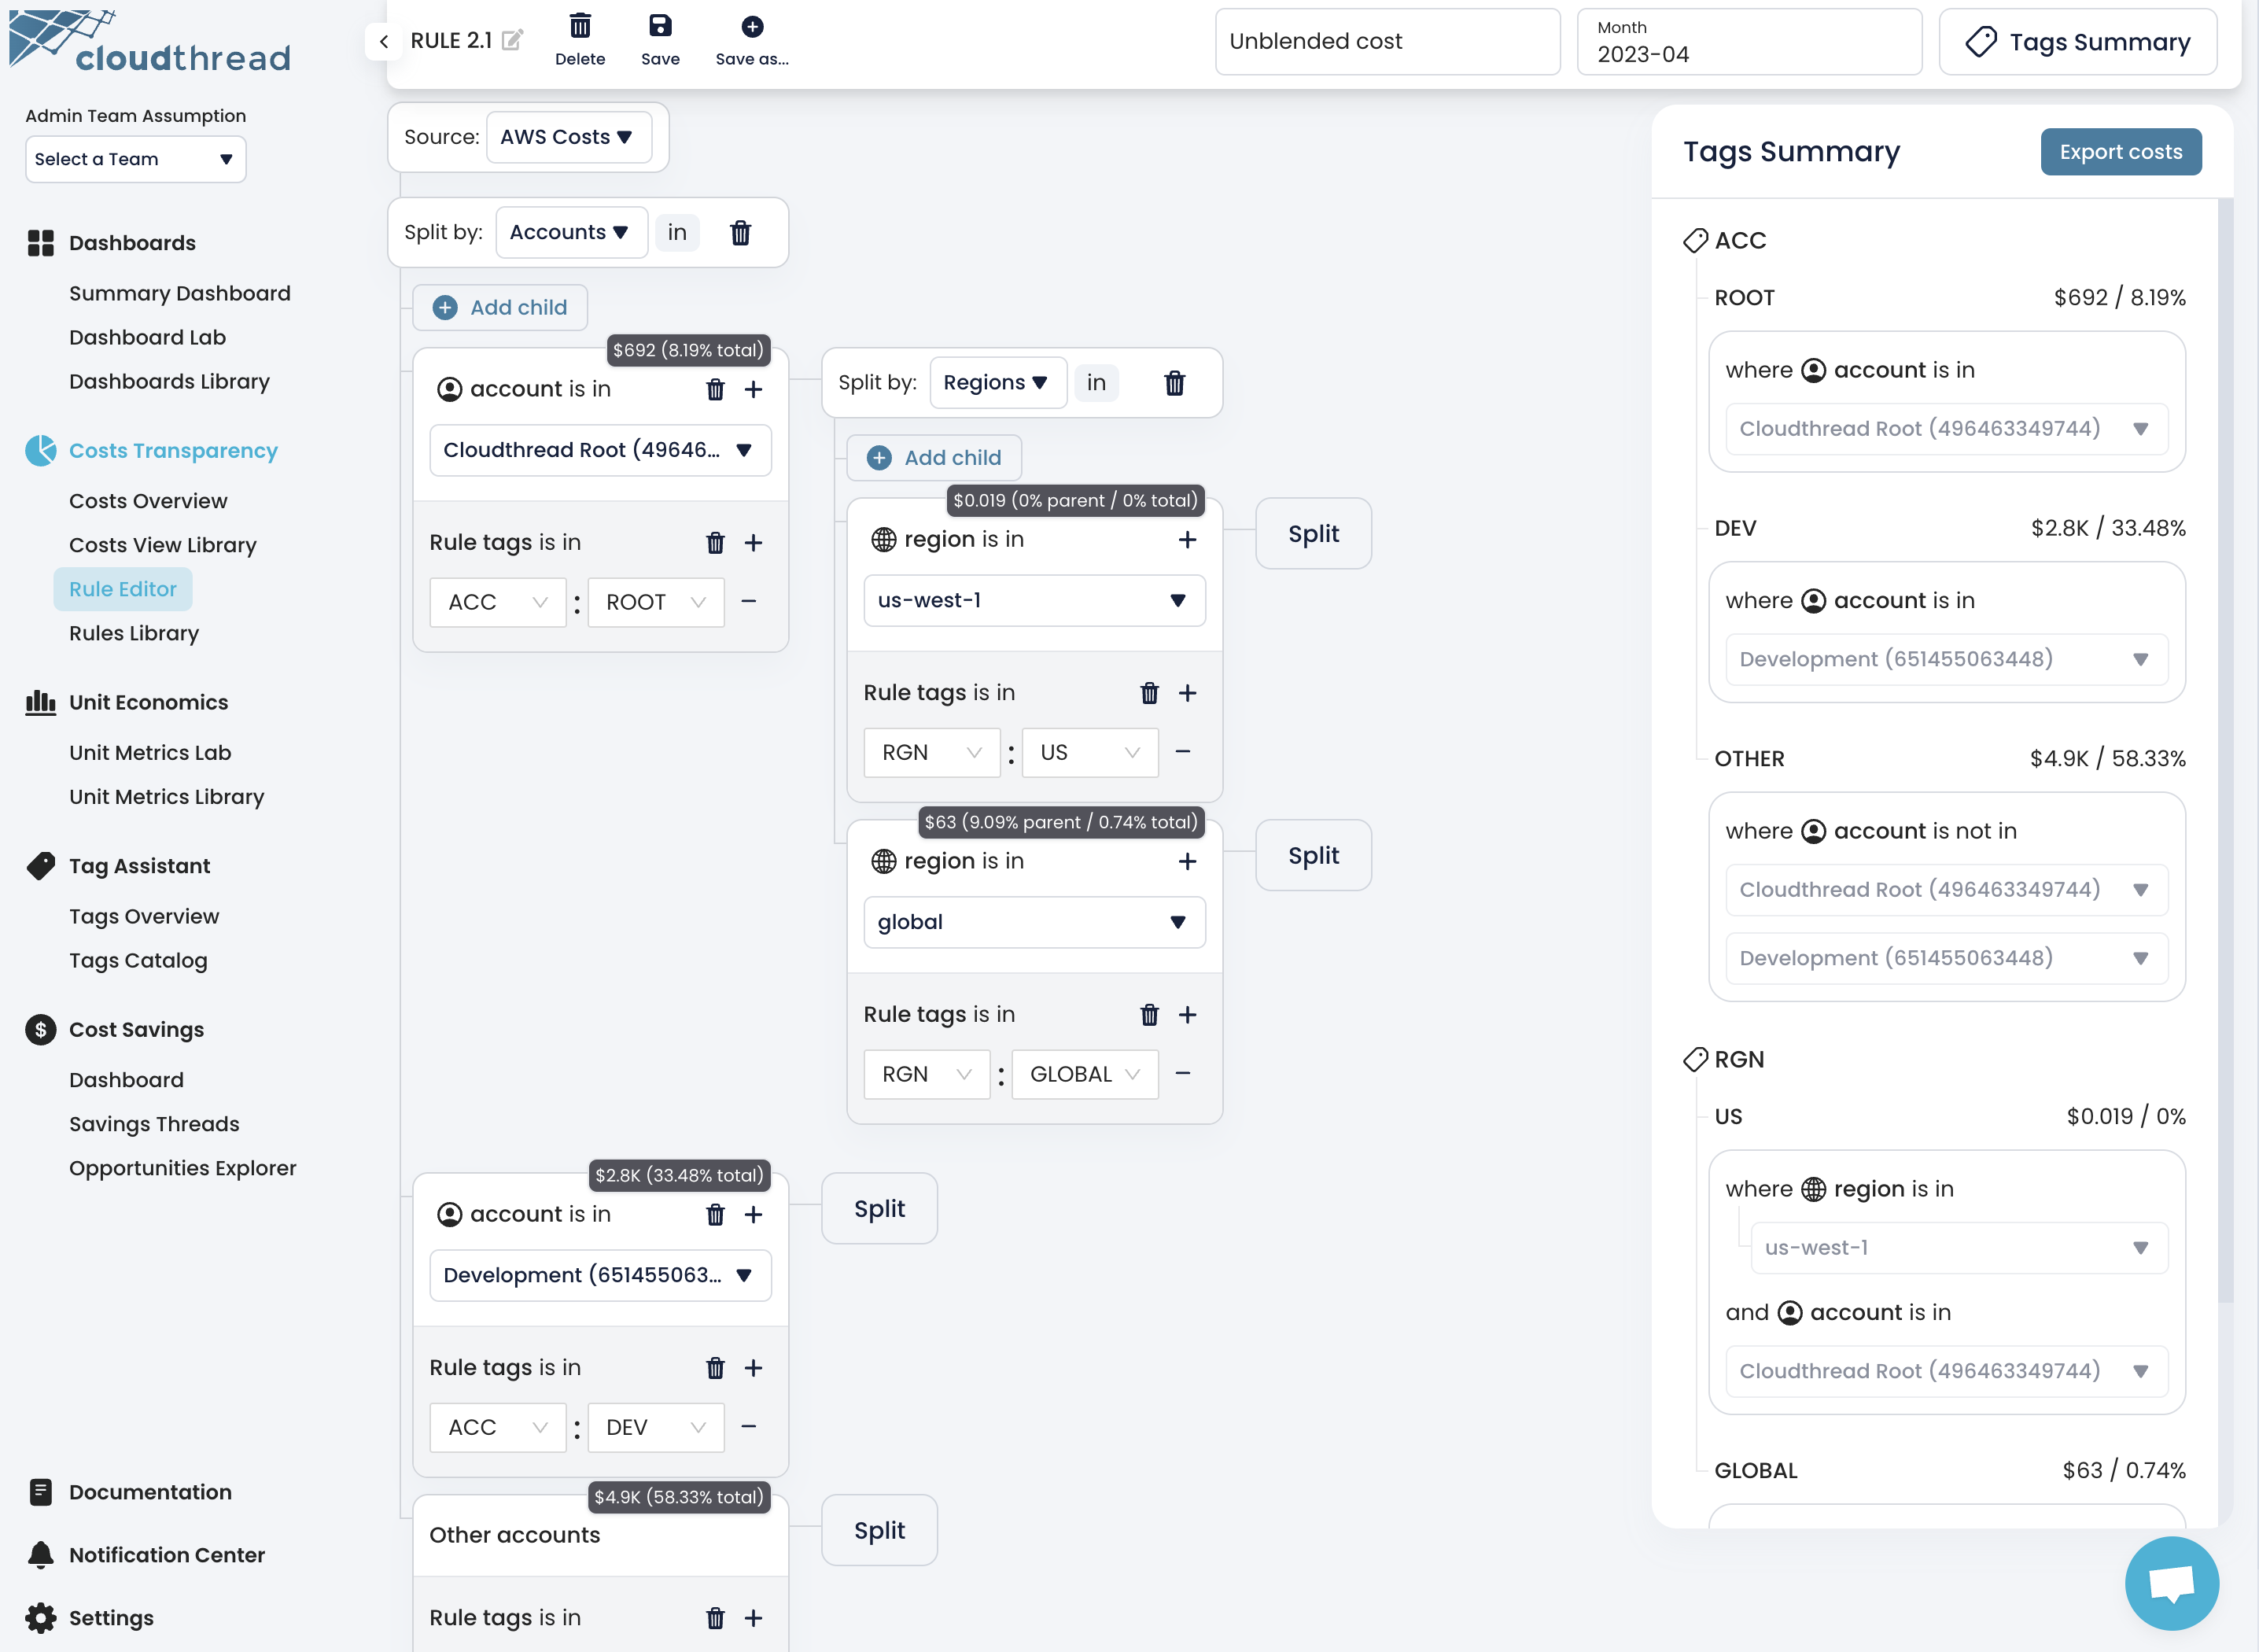 cloudthread
Admin Team Assumption
Select a Team
Dashboards
Summary Dashboard
Dashboard Lab
Dashboards Library
Costs Transparency
Costs Overview
Costs View Library
Rule Editor
Rules Library
Unit Economics
Unit Metrics Lab
Unit Metrics Library
Tag Assistant
Tags Overview
Tags Catalog
$ Cost Savings
Dashboard
Savings Threads
Opportunities Explorer
Documentation
Notification Center
Settings
RULE 2.1
Delete
Save
Save as...
Unblended cost
Month
2023-04
Tags Summary
Source: AWS Costs
Split by: Accounts in
Add child
$692 (8.19% total)
account is in
Cloudthread Root (49646...
Rule tags is in
ACC : ROOT
Split by: Regions in
Add child
$0.019 (0% parent / 0% total)
region is in
us-west-1
Rule tags is in
RGN : US
Split
$63 (9.09% parent / 0.74% total)
region is in
global
Rule tags is in
RGN : GLOBAL
Split
$2.8K (33.48% total)
account is in
Development (651455063...
Rule tags is in
ACC : DEV
Split
$4.9K (58.33% total)
Other accounts
Rule tags is in
Split
Tags Summary
Export costs
ACC
ROOT $692 / 8.19%
where account is in
Cloudthread Root (496463349744)
DEV $2.8K / 33.48%
where account is in
Development (651455063448)
OTHER $4.9K / 58.33%
where account is not in
Cloudthread Root (496463349744)
Development (651455063448)
RGN
US $0.019 / 0%
where region is in
us-west-1
and account is in
Cloudthread Root (496463349744)
GLOBAL $63 / 0.74%